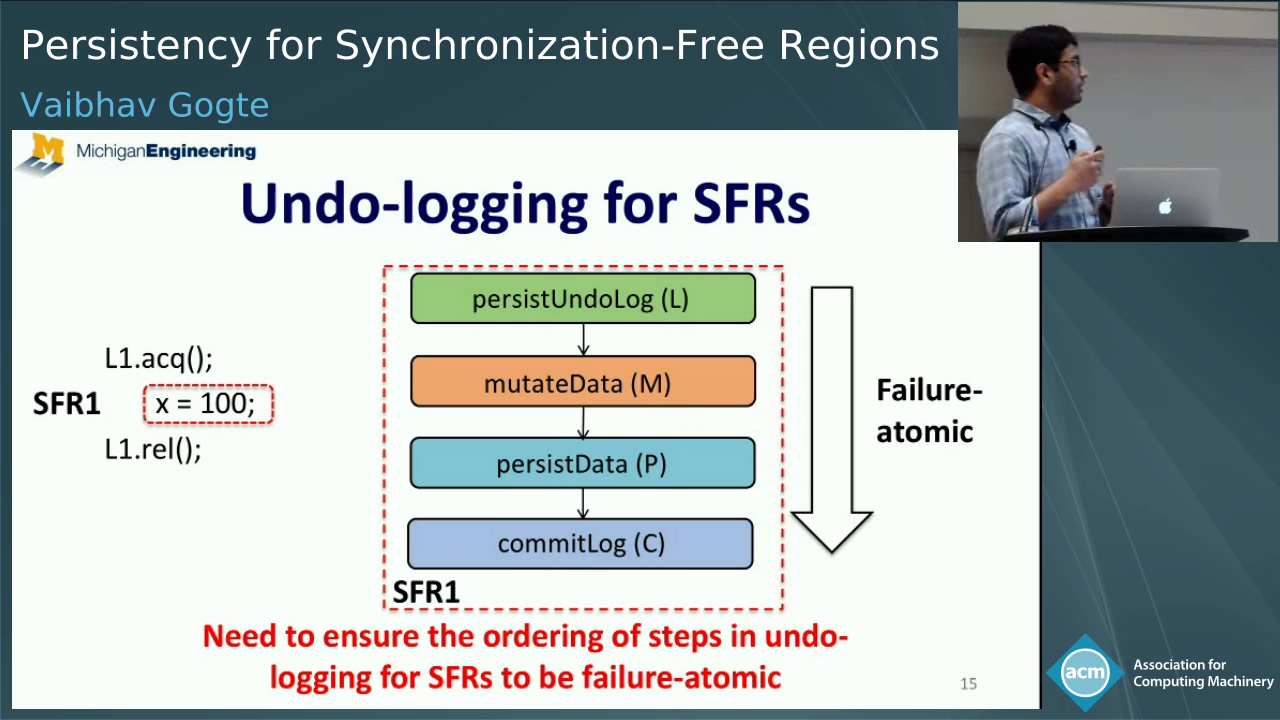 Persistency for Synchronization-Free Regions
Vaibhav Gogte
M MichiganEngineering
Undo-logging for SFRs
L1.acq();
SFR1 x = 100;
L1.rel();
persistUndoLog (L)
mutateData (M)
persistData (P)
commitLog (C)
SFR1
Failure-
atomic
Need to ensure the ordering of steps in undo-
logging for SFRs to be failure-atomic
15
acm
Association for
Computing Machinery